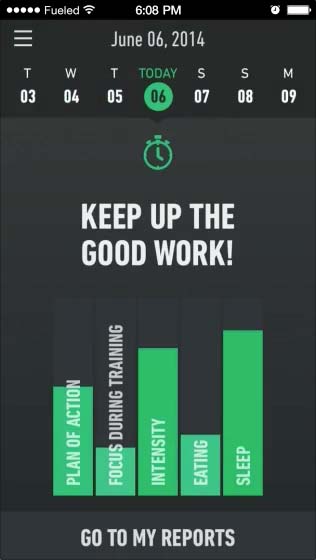 Fueled 6:08 PM
June 06, 2014
T W T TODAY S S M
03 04 05 06 07 08 09
KEEP UP THE
GOOD WORK!
PLAN OF ACTION
FOCUS DURING TRAINING
INTENSITY
EATING
SLEEP
GO TO MY REPORTS